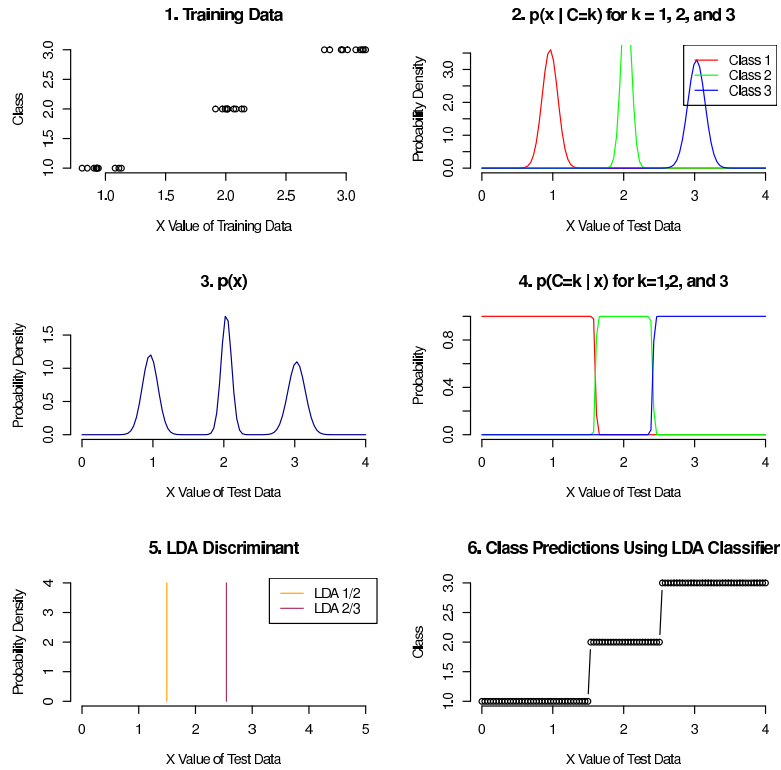 1. Training Data
Class
3.0
2.5
2.0
1.5
1.0
1.0
1.5
2.0
2.5
3.0
X Value of Training Data
2. p(x | C=k) for k = 1, 2, and 3
Probability Density
3.0
2.0
1.0
0.0
Class 1
Class 2
Class 3
0
1
2
3
4
X Value of Test Data
3. p(x)
Probability Density
1.5
1.0
0.5
0.0
0
1
2
3
4
X Value of Test Data
4. p(C=k | x) for k=1,2, and 3
Probability
0.8
0.4
0.0
0
1
2
3
4
X Value of Test Data
5. LDA Discriminant
Probability Density
4
3
2
1
0
LDA 1/2
LDA 2/3
0
1
2
3
4
5
X Value of Test Data
6. Class Predictions Using LDA Classifier
Class
3.0
2.5
2.0
1.5
1.0
0
1
2
3
4
X Value of Test Data